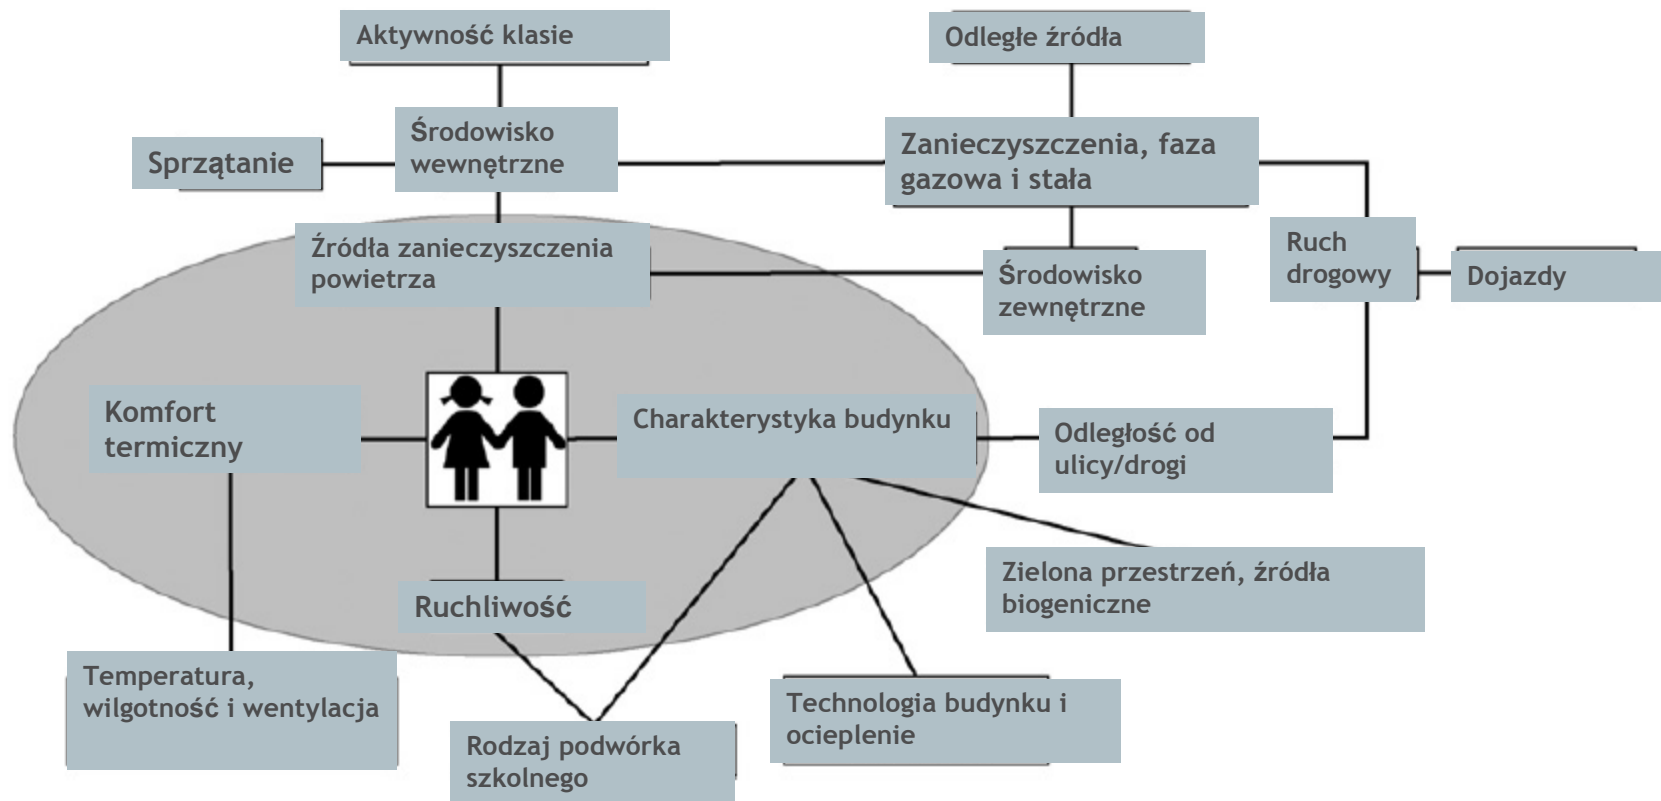 Aktywność klasie
Odległe źródła
Sprzątanie
Środowisko
wewnętrzne
Zanieczyszczenia, faza
gazowa i stała
Źródła zanieczyszczenia
powietrza
Środowisko
zewnętrzne
Ruch
drogowy
Dojazdy
Komfort
termiczny
Charakterystyka budynku
Odległość od
ulicy/drogi
Ruchliwość
Zielona przestrzeń, źródła
biogeniczne
Temperatura,
wilgotność i wentylacja
Rodzaj podwórka
szkolnego
Technologia budynku i
ocieplenie